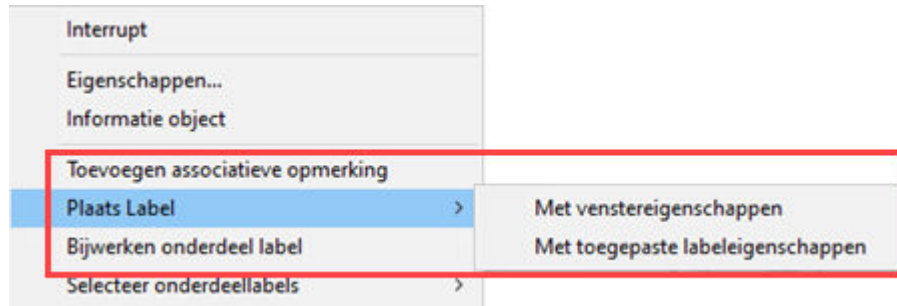 Interrupt
Eigenschappen...
Informatie object
Toevoegen associatieve opmerking
Plaats Label
Met venstereigenschappen
Bijwerken onderdeel label
Met toegepaste labeleigenschappen
Selecteer onderdeellabels